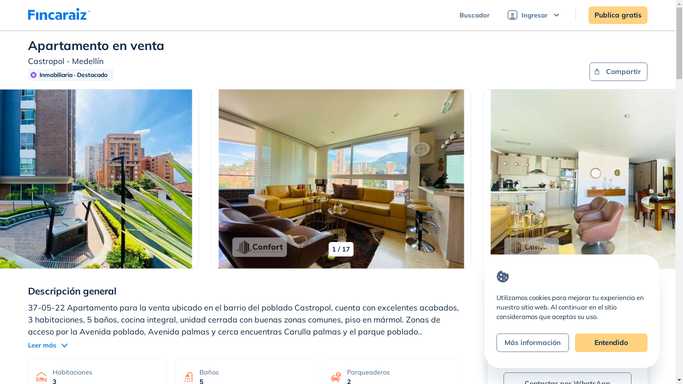 Fincaraiz
Buscador
Ingresar
Publica gratis
Apartamento en venta
Castropol - Medellín
Inmobiliaria · Destacado
Compartir
Confort
1 / 17
Descripción general
37-05-22 Apartamento para la venta ubicado en el barrio del poblado Castropol, cuenta con excelentes acabados,
3 habitaciones, 5 baños, cocina integral, unidad cerrada con buenas zonas comunes, piso en mármol. Zonas de
acceso por la Avenida poblado, Avenida palmas y cerca encuentras Carulla palmas y el parque poblado..
Leer más
Habitaciones
3
Baños
5
Parqueaderos
2
Utilizamos cookies para mejorar tu experiencia en
nuestro sitio web. Al continuar en el sitio
consideramos que aceptas su uso.
Más información
Entendido
Contactar por WhatsApp